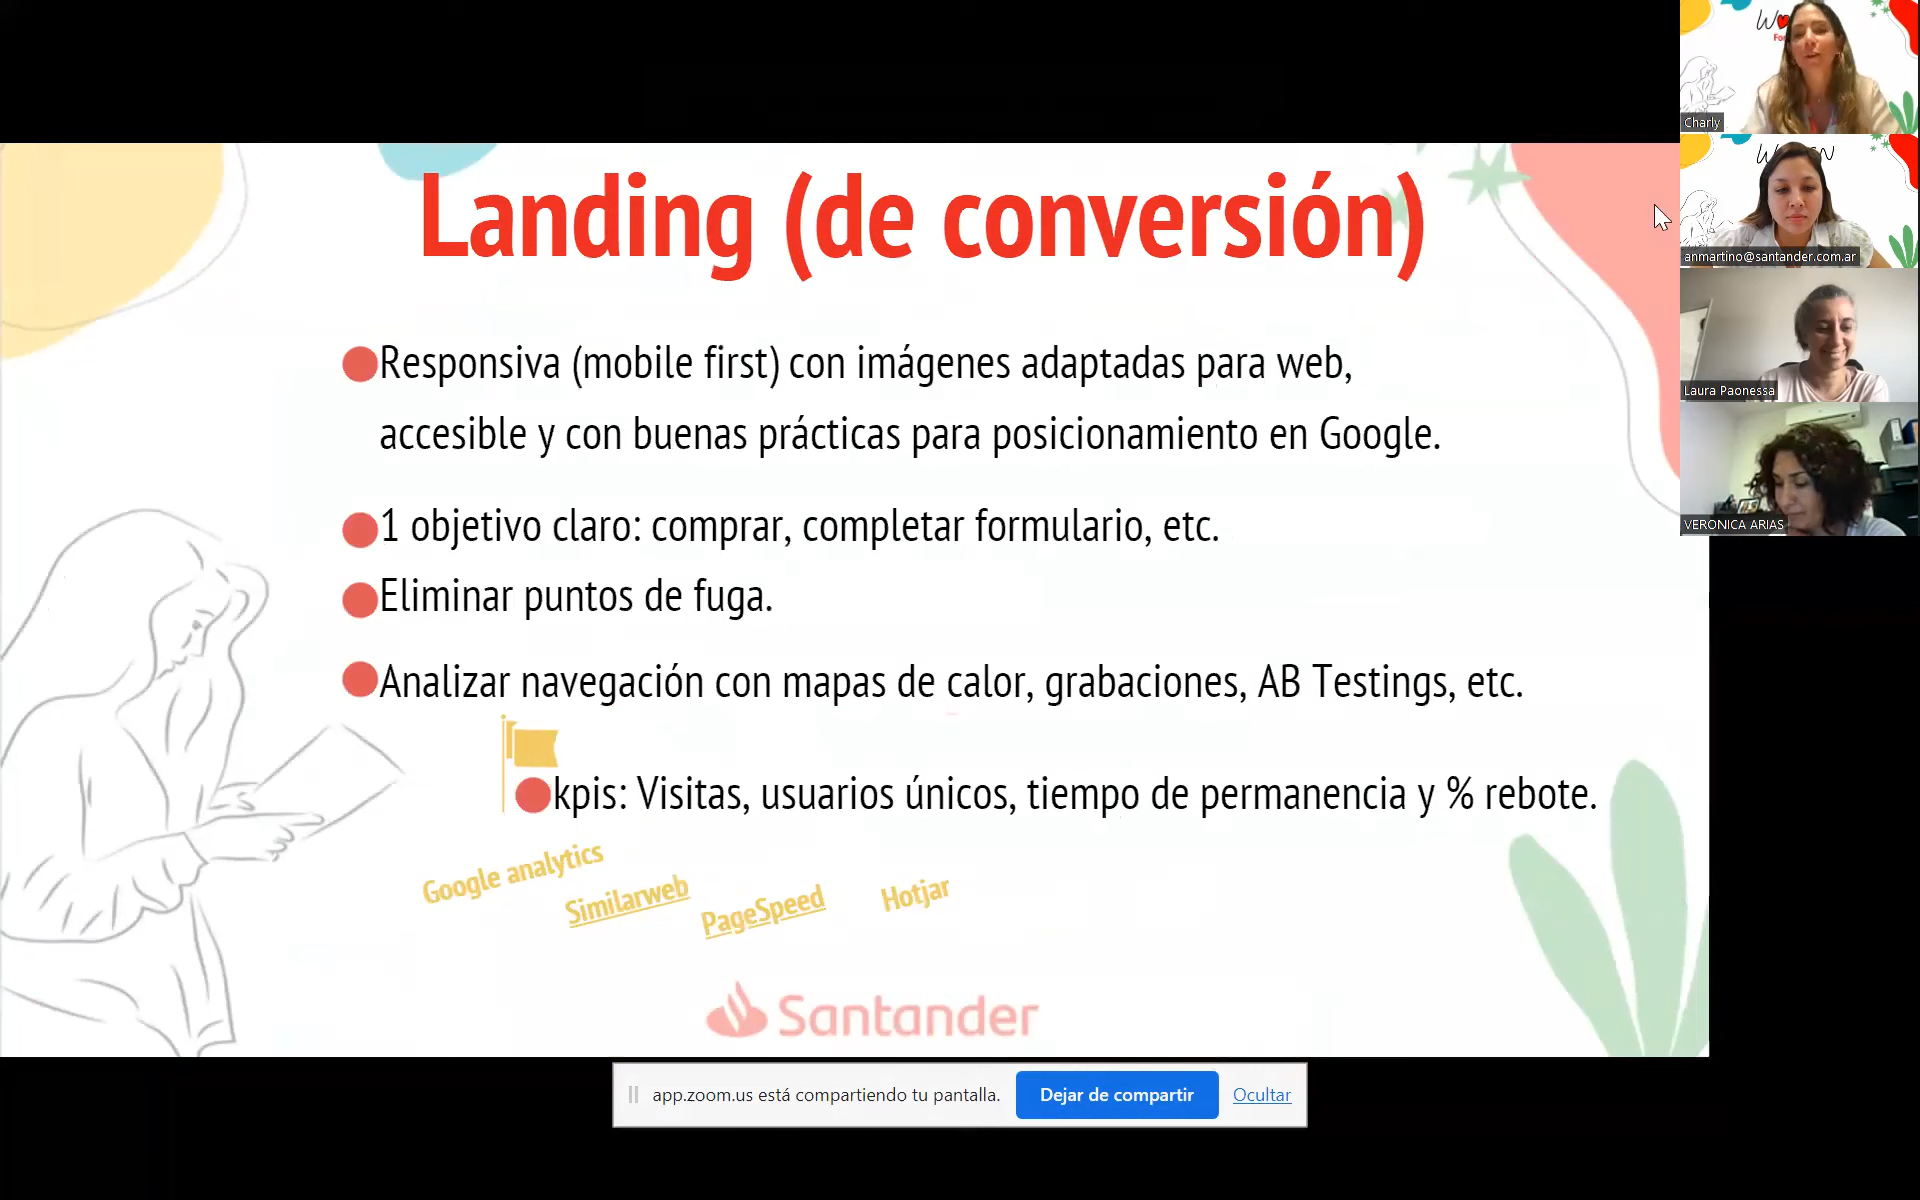 Landing (de conversión)
Responsiva (mobile first) con imágenes adaptadas para web,
accesible y con buenas prácticas para posicionamiento en Google.
1 objetivo claro: comprar, completar formulario, etc.
Eliminar puntos de fuga.
Analizar navegación con mapas de calor, grabaciones, AB Testings, etc.
kpis: Visitas, usuarios únicos, tiempo de permanencia y % rebote.
Google analytics
Similarweb
PageSpeed
Hotjar
Santander
Charly
anmartino@santander.com.ar
Laura Paonessa
VERONICA ARIAS
app.zoom.us está compartiendo tu pantalla.
Dejar de compartir
Ocultar